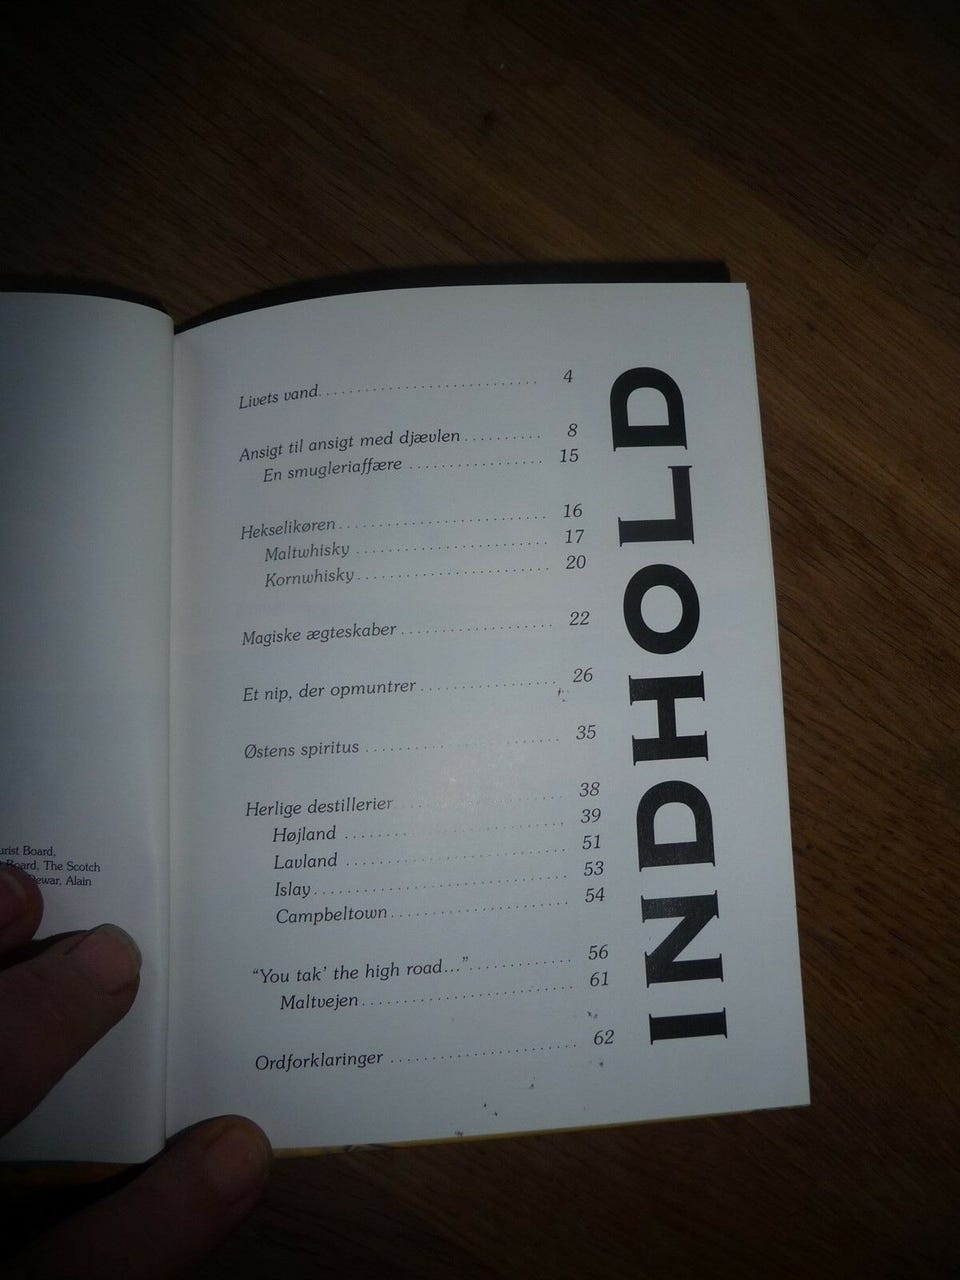 urist Board,
Board, The Scotch
Dewar, Alain
INDHOLD
Livets vand 4
Ansigt til ansigt med djævlen 8
En smugleriaffære 15
Hekselikøren 16
Maltwhisky 17
Kornwhisky 20
Magiske ægteskaber 22
Et nip, der opmuntrer 26
Østens spiritus 35
Herlige destillerier 38
Højland 39
Lavland 51
Islay 53
Campbeltown 54
“You tak’ the high road...” 56
Maltvejen 61
Ordforklaringer 62